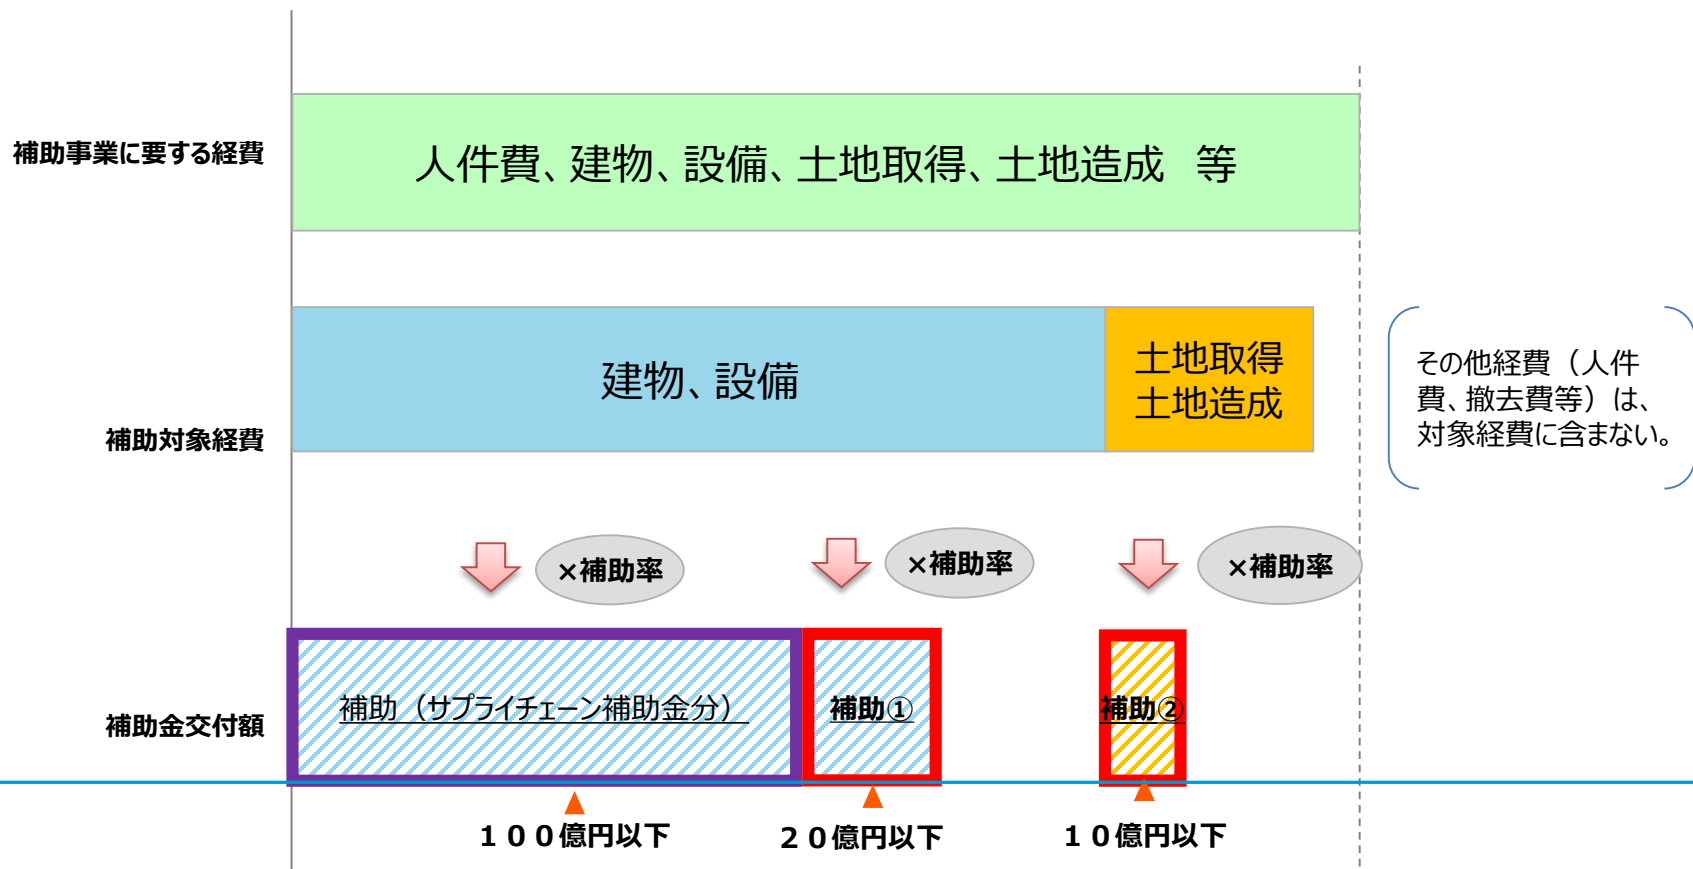 補助事業に要する経費
人件費、建物、設備、土地取得、土地造成　等
補助対象経費
建物、設備
土地取得
土地造成
その他経費（人件
費、撤去費等）は、
対象経費に含まない。
×補助率
×補助率
×補助率
補助金交付額
補助（サプライチェーン補助金分）
補助①
補助②
１００億円以下
２０億円以下
１０億円以下